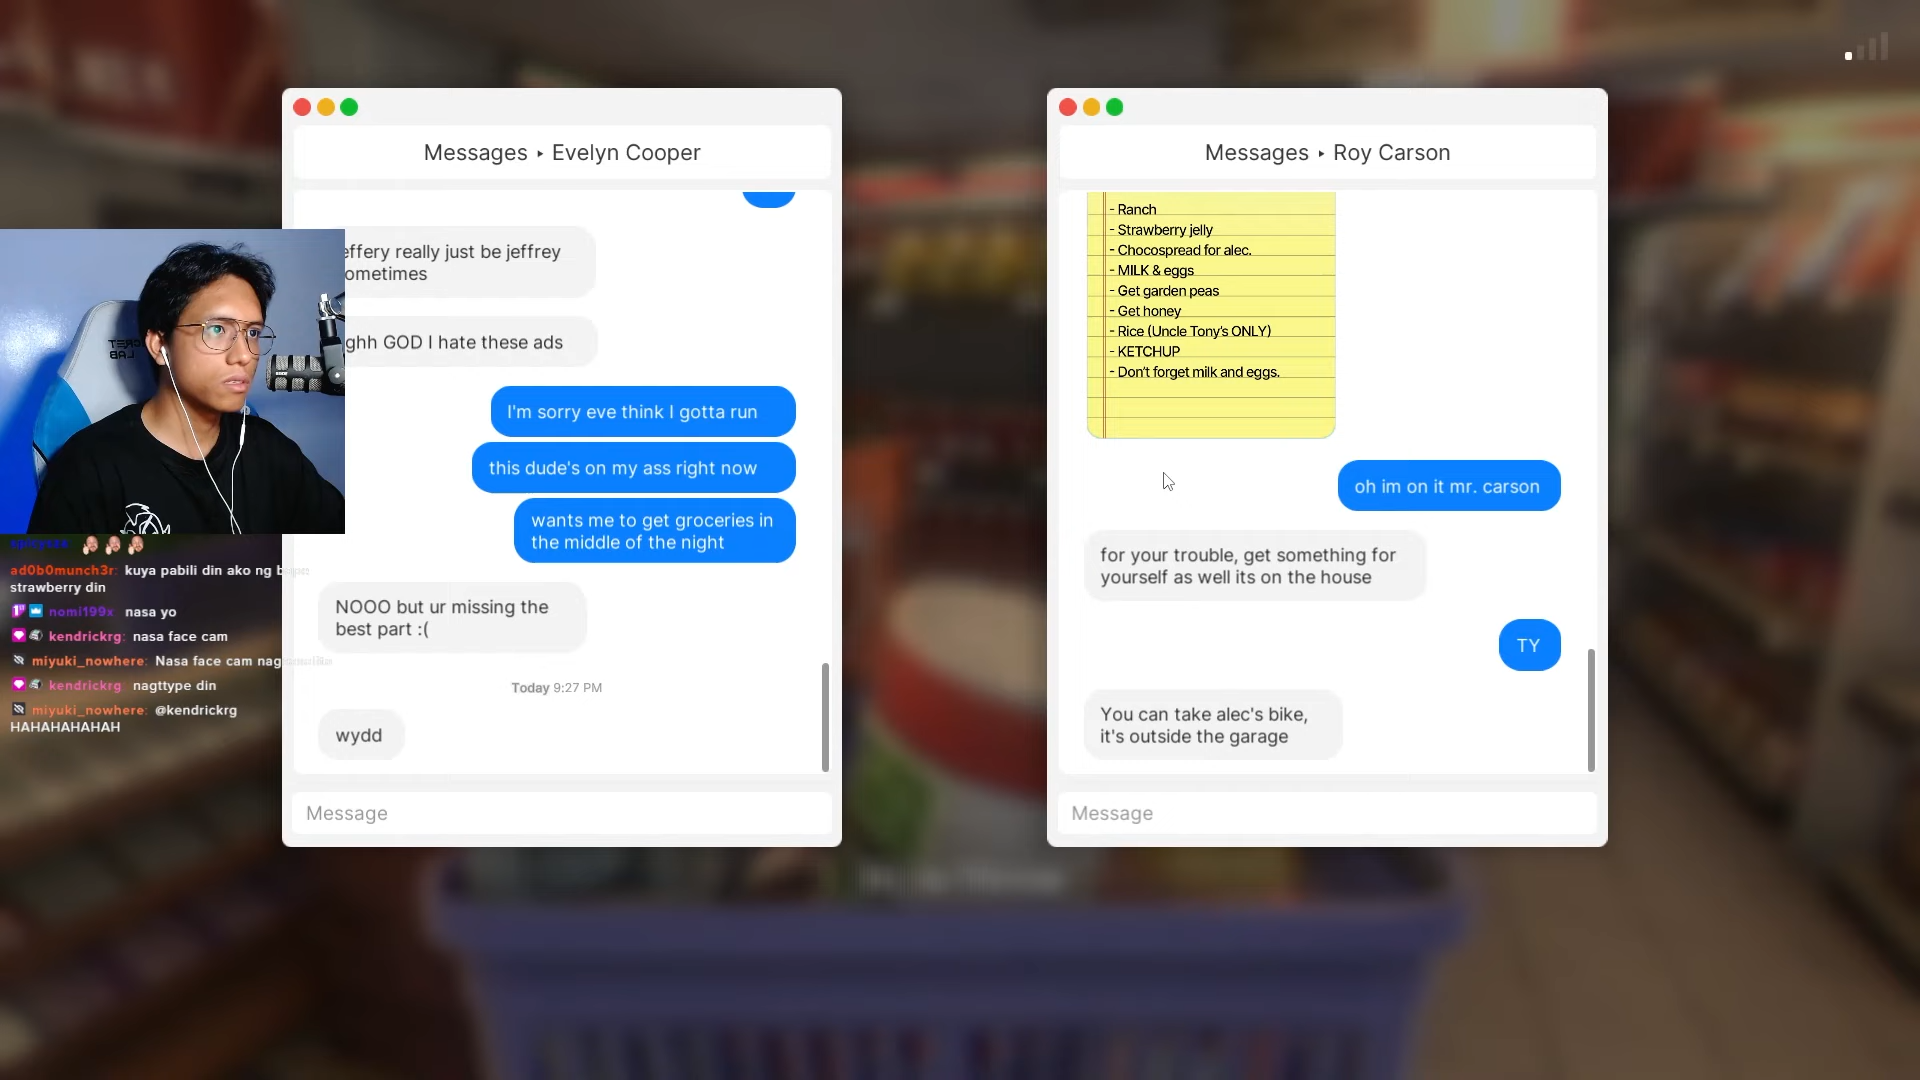 Messages ‣ Evelyn Cooper
effery really just be jeffrey
ometimes
ghh GOD I hate these ads
I'm sorry eve think I gotta run
this dude's on my ass right now
wants me to get groceries in
the middle of the night
NOOO but ur missing the
best part :(
Today 9:27 PM
wydd
Message
Messages ‣ Roy Carson
- Ranch
- Strawberry jelly
- Chocospread for alec.
- MILK & eggs
- Get garden peas
- Get honey
- Rice (Uncle Tony's ONLY)
- KETCHUP
- Don't forget milk and eggs.
oh im on it mr. carson
for your trouble, get something for
yourself as well its on the house
TY
You can take alec's bike,
it's outside the garage
Message
SECRET
LAB
ad0b0munch3r: kuya pabili din ako ng
strawberry din
nomi199x: nasa yo
kendrickrg: nasa face cam
miyuki_nowhere: Nasa face cam
kendrickrg: nagttype din
miyuki_nowhere: @kendrickrg
HAHAHAHAHAH